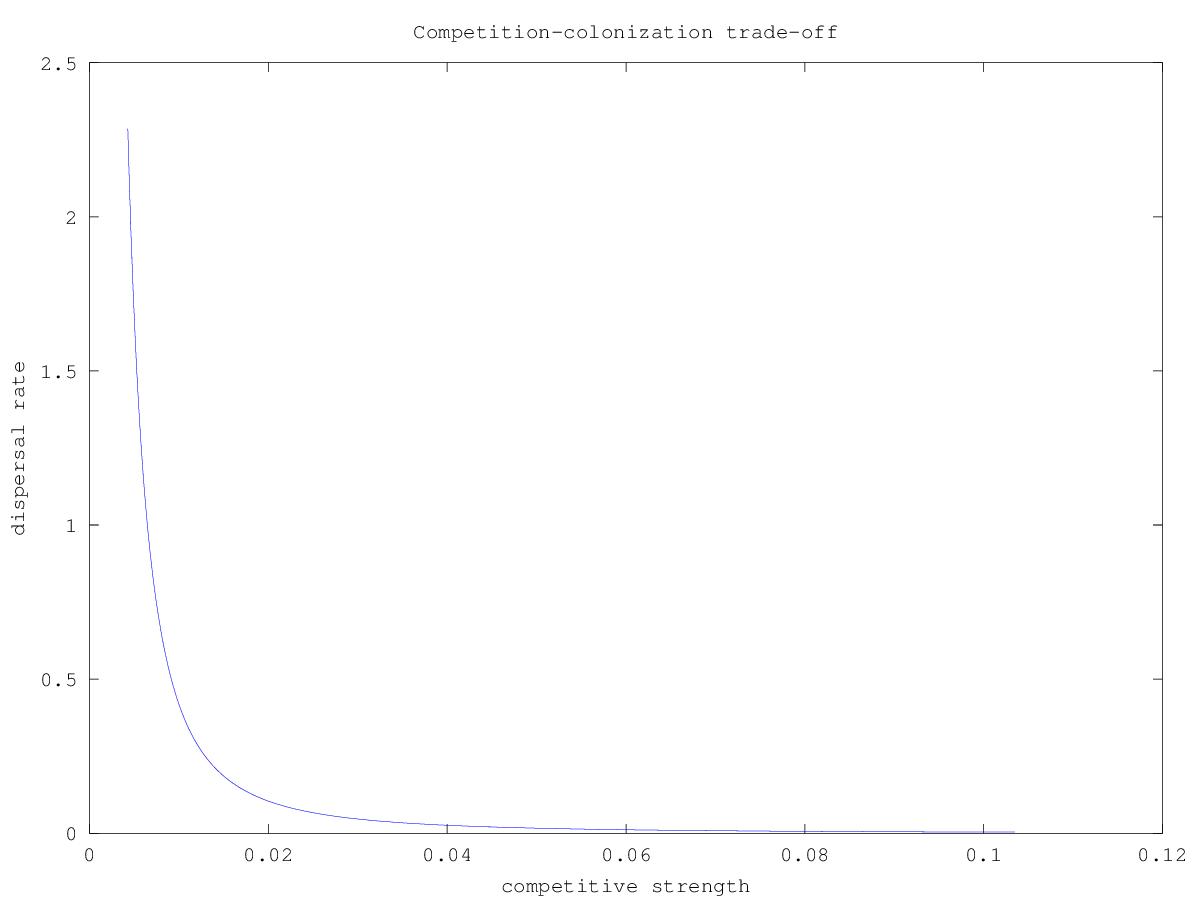 Competition-colonization trade-off
2.5
2
1.5
1
0.5
0
dispersal rate
0 0.02 0.04 0.06 0.08 0.1 0.12
competitive strength